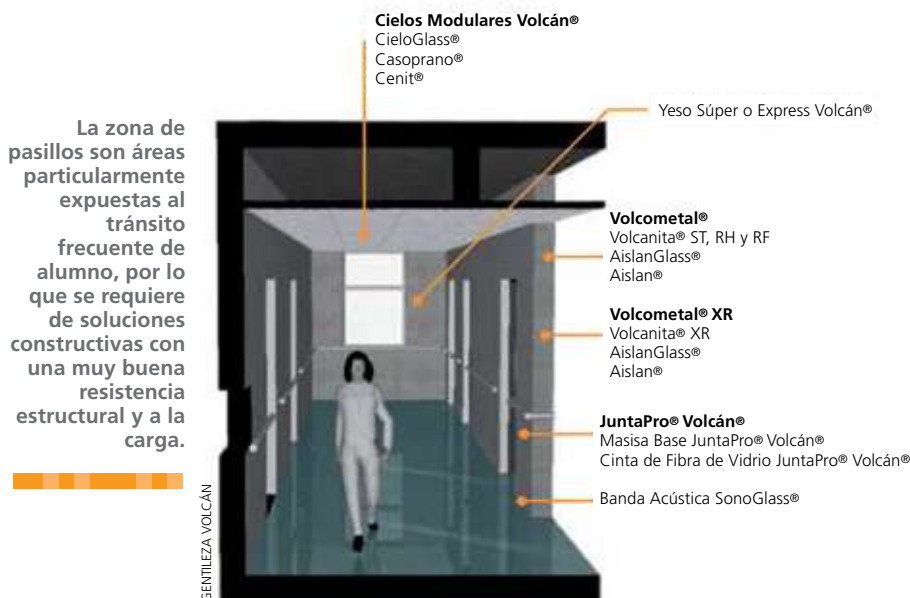 Cielos Modulares Volcán®
CieloGlass®
Casoprano®
Cenit®
Yeso Súper o Express Volcán®
La zona de
pasillos son áreas
particularmente
expuestas al
tránsito
frecuente de
alumno, por lo
que se requiere
de soluciones
constructivas con
una muy buena
resistencia
estructural y a la
carga.
Volcometal®
Volcanita® ST, RH y RF
AislanGlass®
Aislan®
Volcometal® XR
Volcanita® XR
AislanGlass®
Aislan®
JuntaPro® Volcán®
Masisa Base JuntaPro® Volcán®
Cinta de Fibra de Vidrio JuntaPro® Volcán®
Banda Acústica SonoGlass®
GENTILEZA VOLCÁN